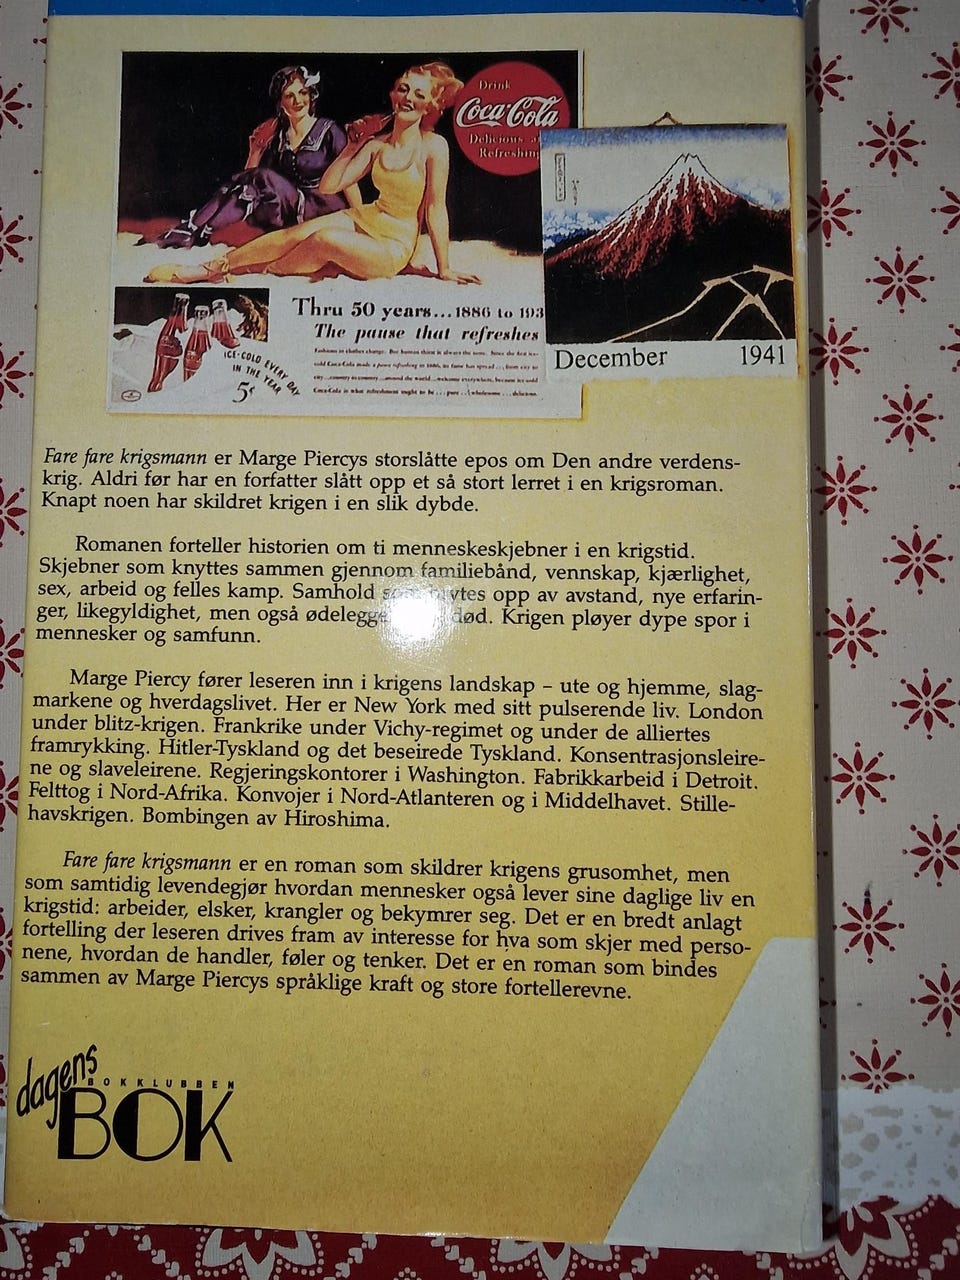 Drink
Coca-Cola
Delicious a
Refreshing
Thru 50 years...1886 to 193
The pause that refreshes
ICE-COLD EVERY DAY
IN THE YEAR
5¢
December 1941
Fare fare krigsmann er Marge Piercys storslåtte epos om Den andre verdens-
krig. Aldri før har en forfatter slått opp et så stort lerret i en krigsroman.
Knapt noen har skildret krigen i en slik dybde.
Romanen forteller historien om ti menneskeskjebner i en krigstid.
Skjebner som knyttes sammen gjennom familiebånd, vennskap, kjærlighet,
sex, arbeid og felles kamp. Samhold opp av avstand, nye erfarin-
ger, likegyldighet, men også død. Krigen pløyer dype spor i
mennesker og samfunn.
Marge Piercy fører leseren inn i krigens landskap – ute og hjemme, slag-
markene og hverdagslivet. Her er New York med sitt pulserende liv. London
under blitz-krigen. Frankrike under Vichy-regimet og under de alliertes
framrykking. Hitler-Tyskland og det beseirede Tyskland. Konsentrasjonsleire-
ne og slaveleirene. Regjeringskontorer i Washington. Fabrikkarbeid i Detroit.
Felttog i Nord-Afrika. Konvojer i Nord-Atlanteren og i Middelhavet. Stille-
havskrigen. Bombingen av Hiroshima.
Fare fare krigsmann er en roman som skildrer krigens grusomhet, men
som samtidig levendegjør hvordan mennesker også lever sine daglige liv en
krigstid: arbeider, elsker, krangler og bekymrer seg. Det er en bredt anlagt
fortelling der leseren drives fram av interesse for hva som skjer med perso-
nene, hvordan de handler, føler og tenker. Det er en roman som bindes
sammen av Marge Piercys språklige kraft og store fortellerevne.
dagens
BOKKLUBBEN
BOK